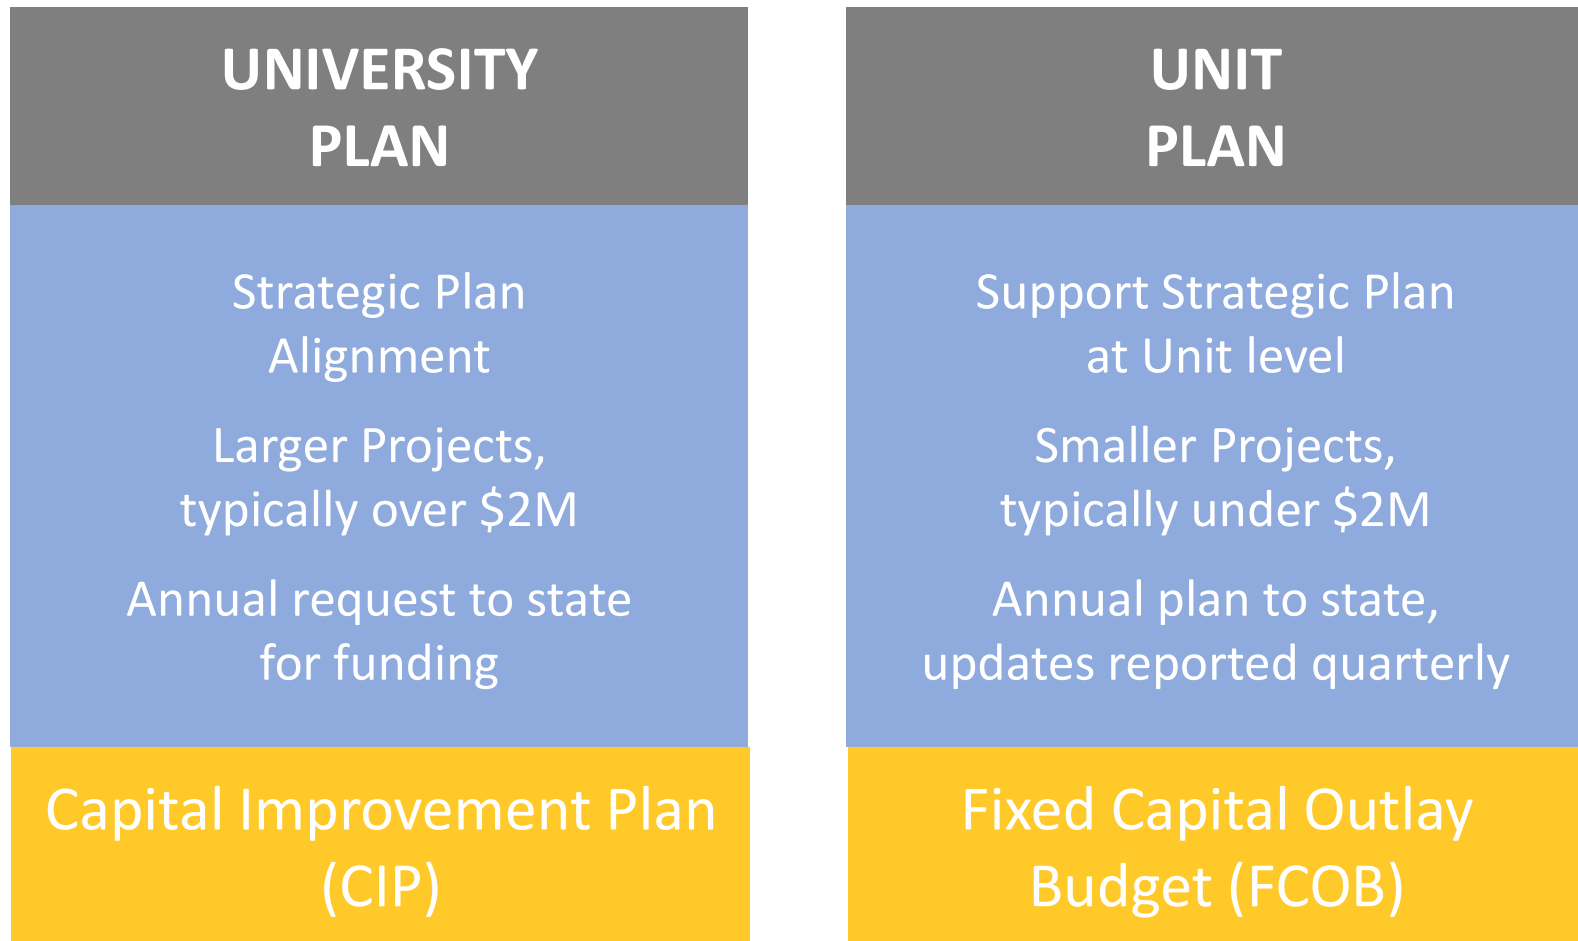 UNIVERSITY
PLAN
Strategic Plan
Alignment
Larger Projects,
typically over $2M
Annual request to state
for funding
Capital Improvement Plan
(CIP)
UNIT
PLAN
Support Strategic Plan
at Unit level
Smaller Projects,
typically under $2M
Annual plan to state,
updates reported quarterly
Fixed Capital Outlay
Budget (FCOB)